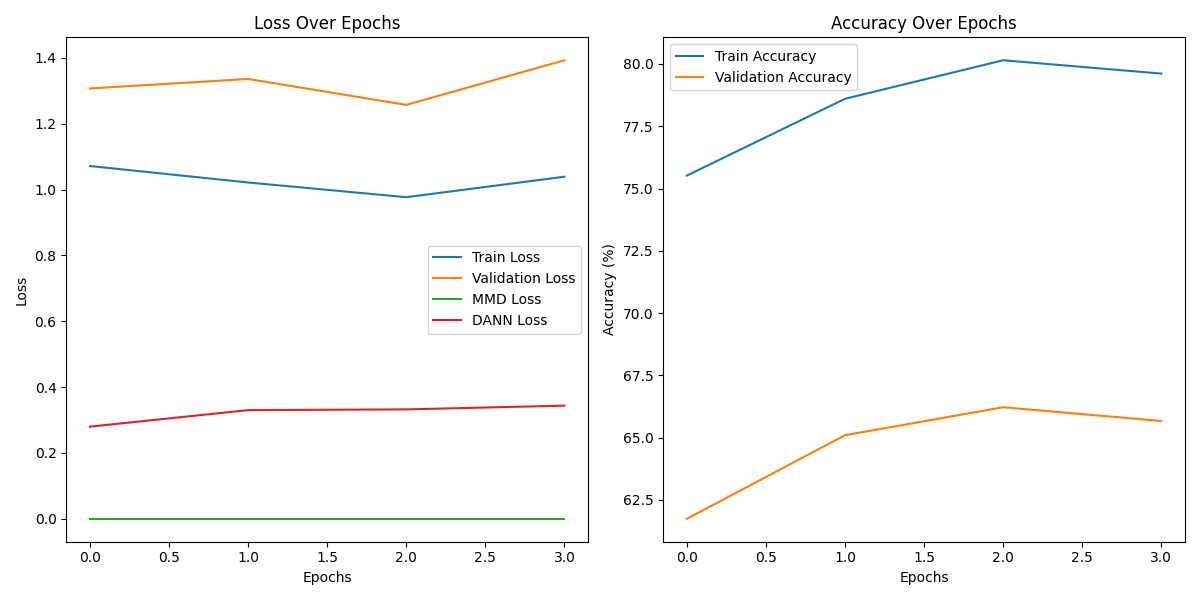 Loss Over Epochs
1.4
1.2
1.0
0.8
0.6
0.4
0.2
0.0
Loss
Train Loss
Validation Loss
MMD Loss
DANN Loss
0.0 0.5 1.0 1.5 2.0 2.5 3.0
Epochs
Accuracy Over Epochs
Train Accuracy
Validation Accuracy
80.0
77.5
75.0
72.5
70.0
67.5
65.0
62.5
Accuracy (%)
0.0 0.5 1.0 1.5 2.0 2.5 3.0
Epochs